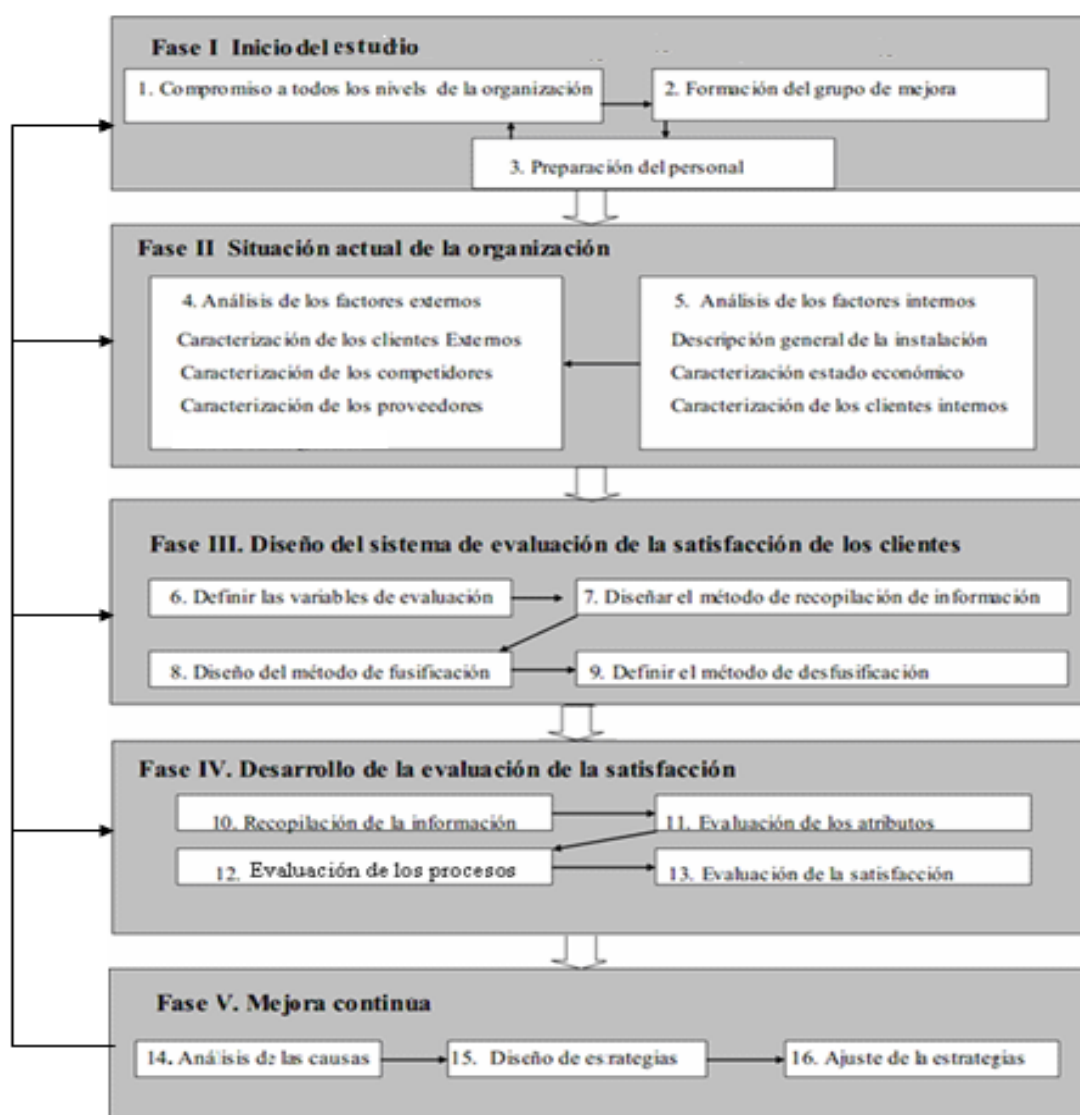 Fase I Inicio del estudio
1. Compromiso a todos los nivels de la organización
2. Formación del grupo de mejora
3. Preparación del personal
Fase II Situación actual de la organización
4. Análisis de los factores externos
Caracterización de los clientes Externos
Caracterización de los competidores
Caracterización de los proveedores
5. Análisis de los factores internos
Descripción general de la instalación
Caracterización estado económico
Caracterización de los clientes internos
Fase III. Diseño del sistema de evaluación de la satisfacción de los clientes
6. Definir las variables de evaluación
7. Diseñar el método de recopilación de información
8. Diseño del método de fusificación
9. Definir el método de desfusificación
Fase IV. Desarrollo de la evaluación de la satisfacción
10. Recopilación de la información
11. Evaluación de los atributos
12. Evaluación de los procesos
13. Evaluación de la satisfacción
Fase V. Mejora continua
14. Análisis de las causas
15. Diseño de esrategias
16. Ajuste de la estrategias